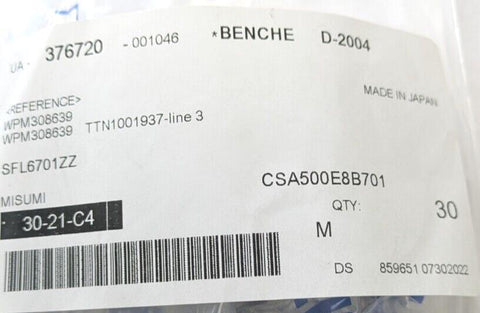 UA - 376720 - 001046 *BENCHE D-2004
MADE IN JAPAN
<REFERENCE>
WPM308639
WPM308639 TTN1001937-line 3
SFL6701ZZ
CSA500E8B701
MISUMI
QTY: 30
30-21-C4
M
DS 859651 07302022